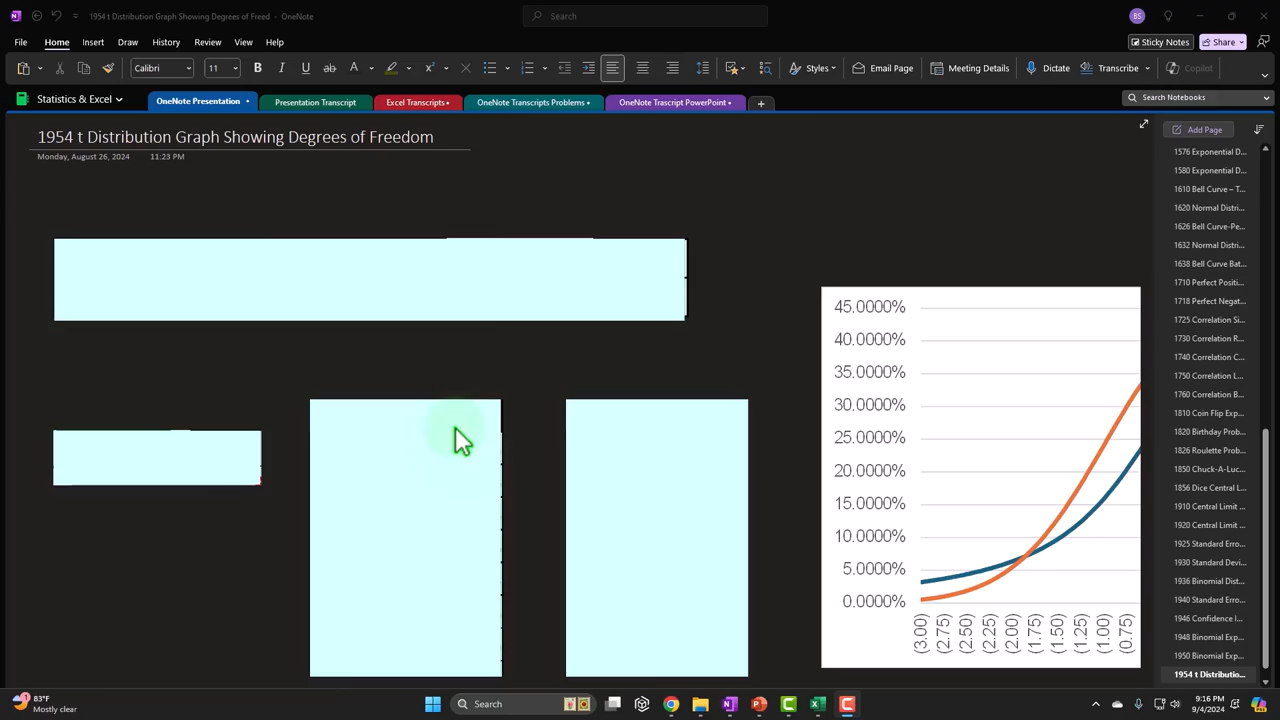 1954 t Distribution Graph Showing Degrees of Freed - OneNote
Search
BS
File
Home
Insert
Draw
History
Review
View
Help
Sticky Notes
Share
Calibri
11
B
I
U
ab
A
x
Styles
Email Page
Meeting Details
Dictate
Transcribe
Copilot
Statistics & Excel
OneNote Presentation
Presentation Transcript
Excel Transcripts
OneNote Transcripts Problems
OneNote Trascript PowerPoint
+
Search Notebooks
1954 t Distribution Graph Showing Degrees of Freedom
Monday, August 26, 2024
11:23 PM
Add Page
1576 Exponential D...
1580 Exponential D...
1610 Bell Curve – T...
1620 Normal Distri...
1626 Bell Curve-Pe...
1632 Normal Distri...
1638 Bell Curve Bat...
1710 Perfect Positi...
1718 Perfect Negat...
1725 Correlation Si...
1730 Correlation R...
1740 Correlation C...
1750 Correlation L...
1760 Correlation B...
1810 Coin Flip Exp...
1820 Birthday Prob...
1826 Roulette Prob...
1850 Chuck-A-Luc...
1856 Dice Central L...
1910 Central Limit ...
1920 Central Limit ...
1925 Standard Erro...
1930 Standard Devi...
1936 Binomial Dist...
1940 Standard Erro...
1946 Confidence I...
1948 Binomial Exp...
1950 Binomial Exp...
1954 t Distributio...
45.0000%
40.0000%
35.0000%
30.0000%
25.0000%
20.0000%
15.0000%
10.0000%
5.0000%
0.0000%
(3.00)
(2.75)
(2.50)
(2.25)
(2.00)
(1.75)
(1.50)
(1.25)
(1.00)
(0.75)
1
83°F
Mostly clear
Search
9:16 PM
9/4/2024